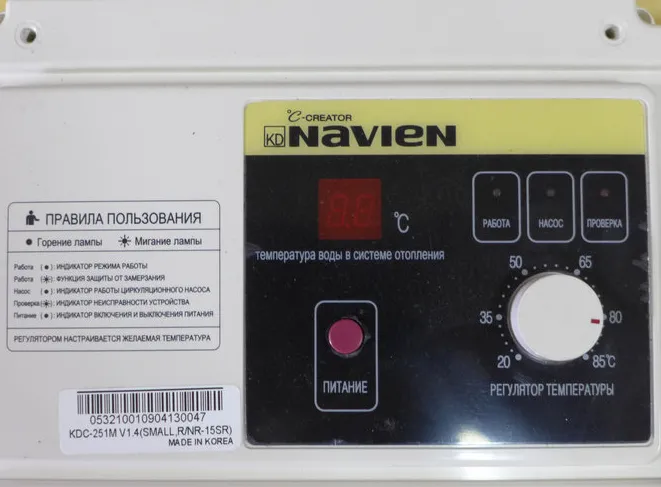 ℃-CREATOR
KD NAVIEN
℃
температура воды в системе отопления
РАБОТА
НАСОС
ПРОВЕРКА
ПИТАНИЕ
50
65
35
80
20
85℃
РЕГУЛЯТОР ТЕМПЕРАТУРЫ
ПРАВИЛА ПОЛЬЗОВАНИЯ
Горение лампы Мигание лампы
Работа (●): ИНДИКАТОР РЕЖИМА РАБОТЫ
Работа (☀): ФУНКЦИЯ ЗАЩИТЫ ОТ ЗАМЕРЗАНИЯ
Насос (●): ИНДИКАТОР РАБОТЫ ЦИРКУЛЯЦИОННОГО НАСОСА
Проверка(☀): ИНДИКАТОР НЕИСПРАВНОСТИ УСТРОЙСТВА
Питание (●): ИНДИКАТОР ВКЛЮЧЕНИЯ И ВЫКЛЮЧЕНИЯ ПИТАНИЯ
РЕГУЛЯТОРОМ НАСТРАИВАЕТСЯ ЖЕЛАЕМАЯ ТЕМПЕРАТУРА
053210010904130047
KDC-251M V1.4(SMALL,R/NR-15SR)
MADE IN KOREA